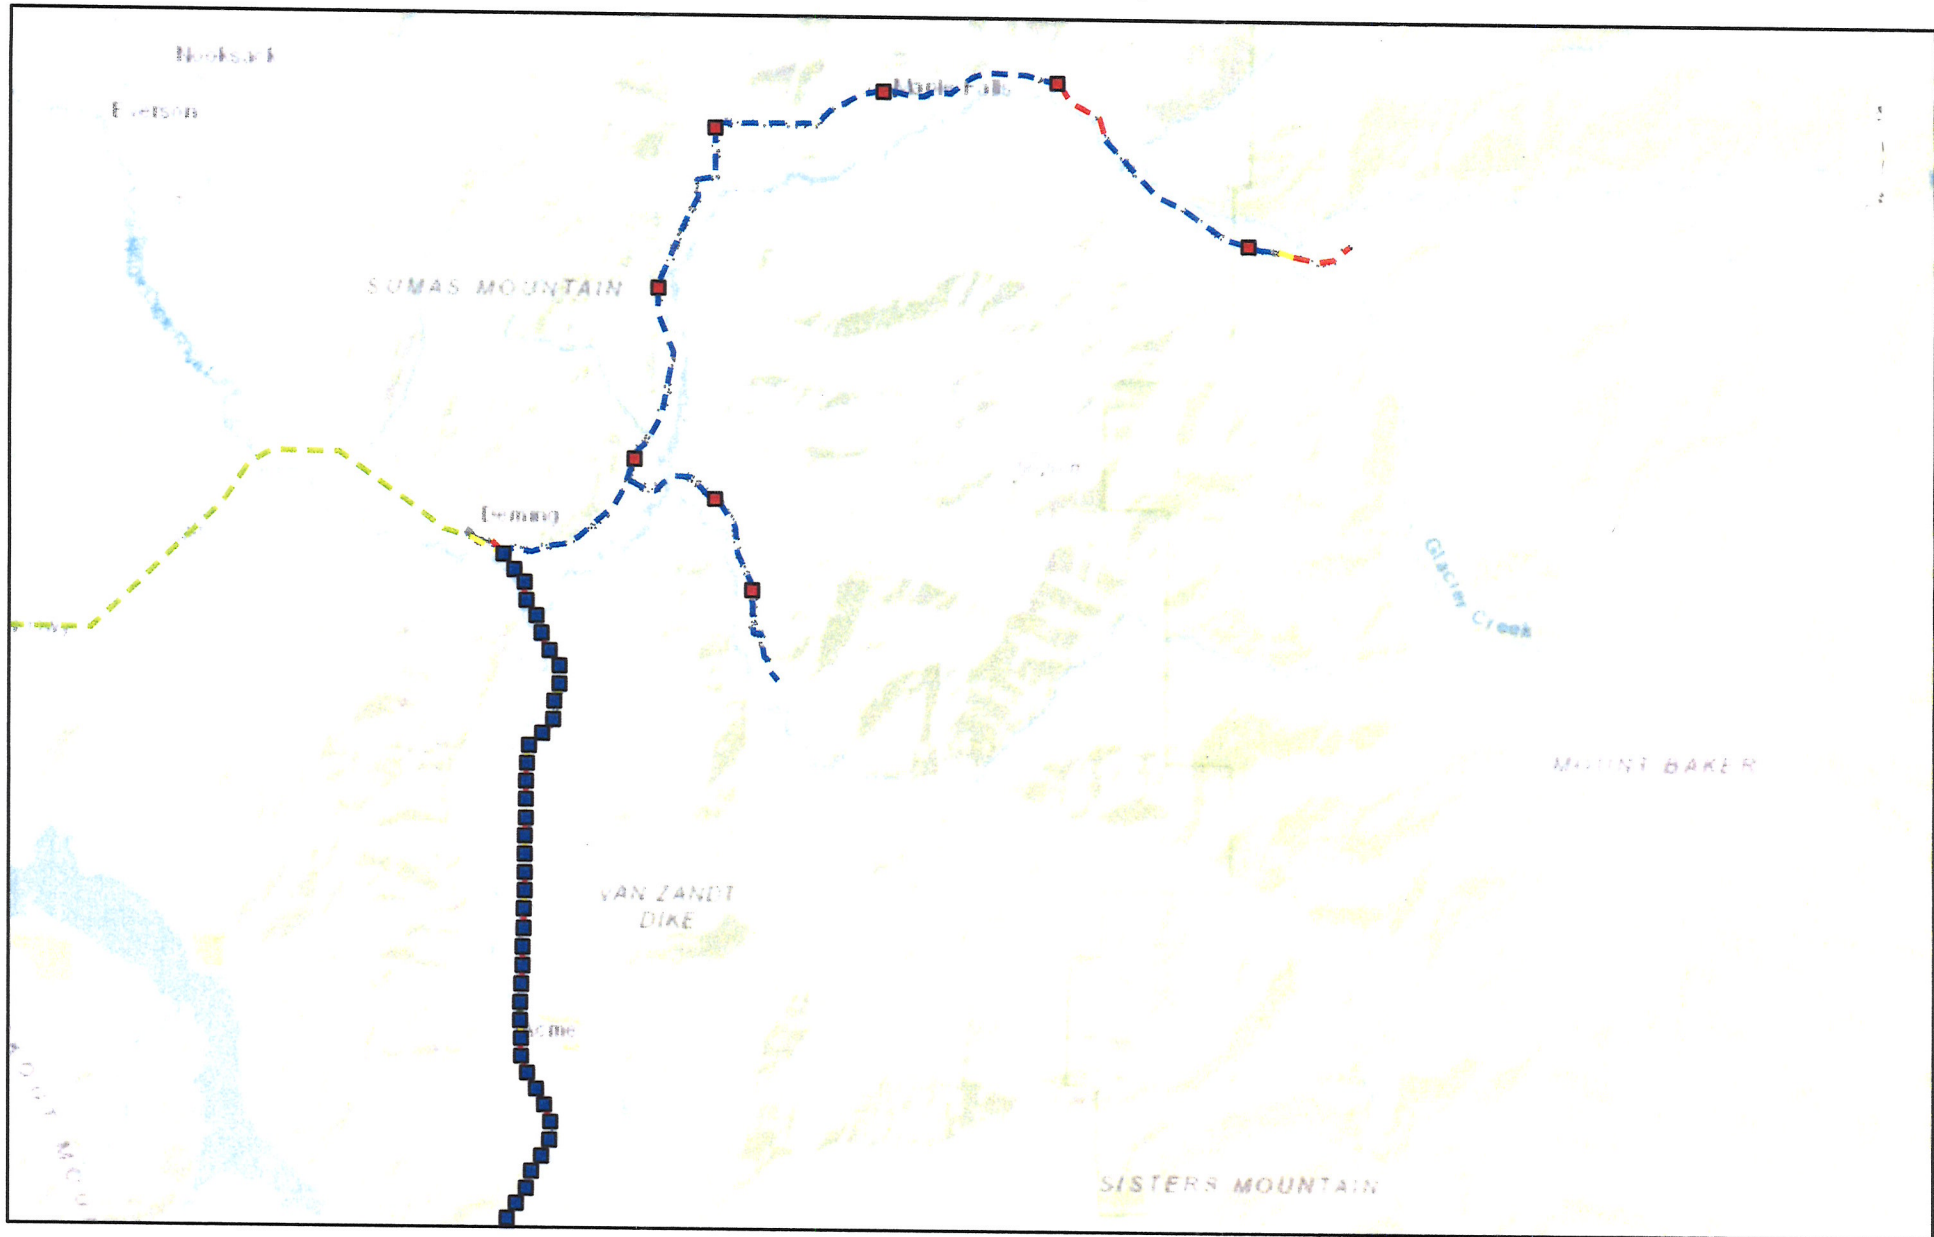 Nooksack
Everson
Maple Falls
SUMAS MOUNTAIN
Deming
Glacier Creek
MOUNT BAKER
VAN ZANDT
DIKE
Acme
SISTERS MOUNTAIN